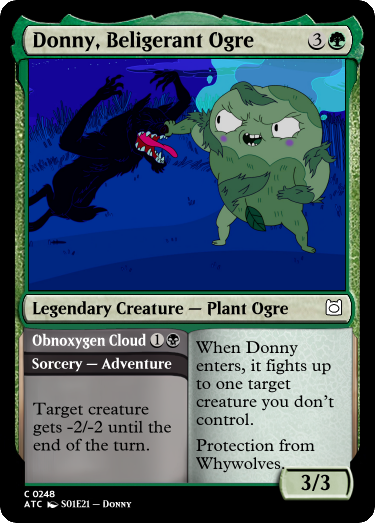 Donny, Beligerant Ogre 3
Legendary Creature — Plant Ogre
Obnoxygen Cloud 1
Sorcery — Adventure
Target creature
gets -2/-2 until the
end of the turn.
When Donny
enters, it fights up
to one target
creature you don't
control.
Protection from
Whywolves.
3/3
C 0248
ATC S01E21 — Donny